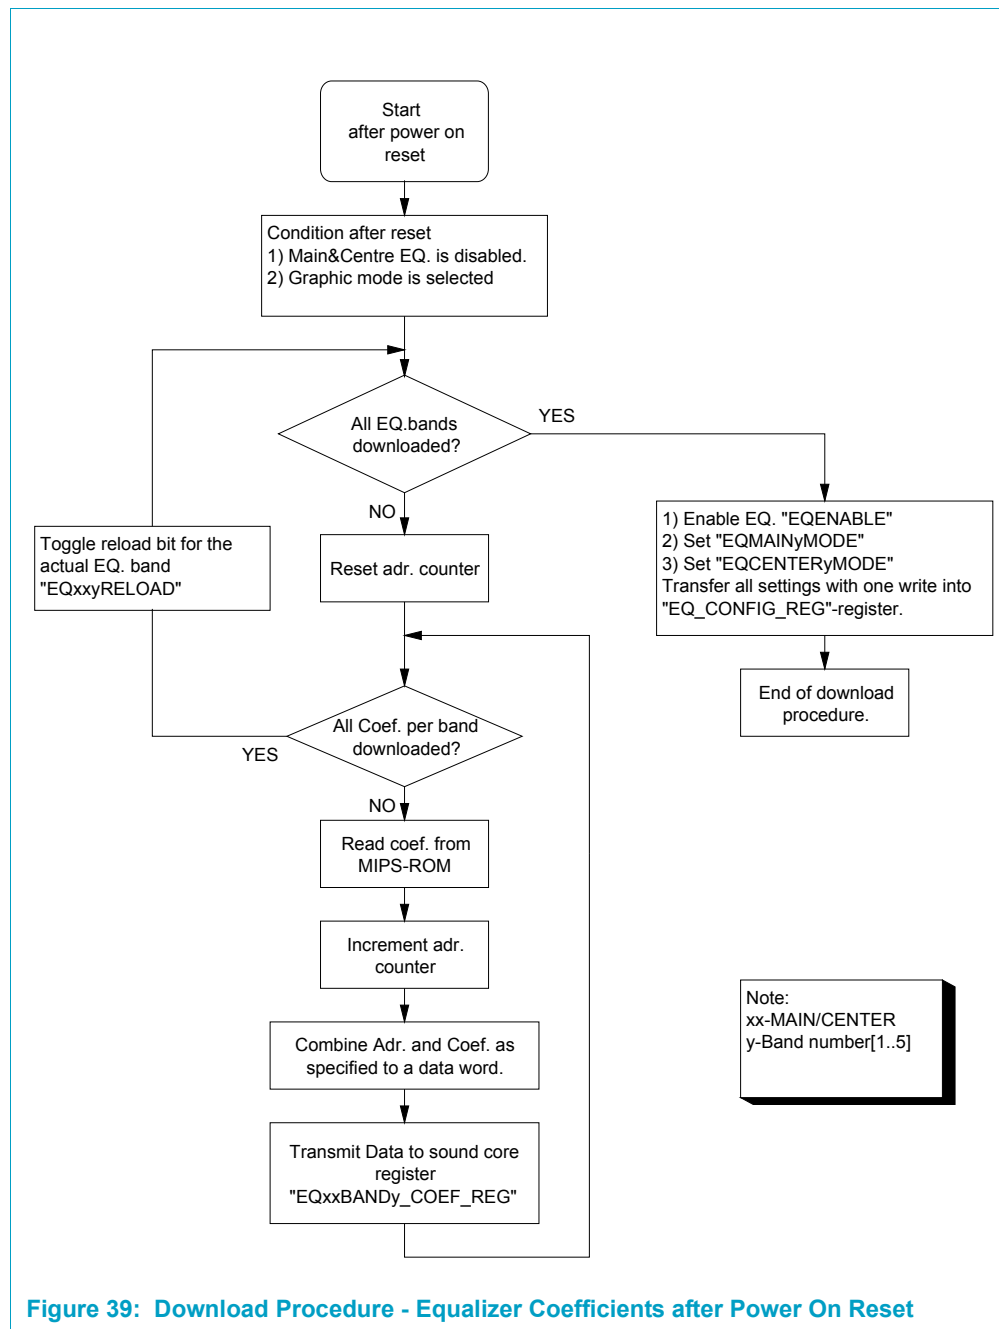 Start
after power on
reset
Condition after reset
1) Main&Centre EQ. is disabled.
2) Graphic mode is selected
All EQ.bands
downloaded?
YES
NO
1) Enable EQ. "EQENABLE"
2) Set "EQMAINyMODE"
3) Set "EQCENTERyMODE"
Transfer all settings with one write into
"EQ_CONFIG_REG"-register.
Toggle reload bit for the
actual EQ. band
"EQxxyRELOAD"
Reset adr. counter
End of download
procedure.
All Coef. per band
downloaded?
YES
NO
Read coef. from
MIPS-ROM
Increment adr.
counter
Combine Adr. and Coef. as
specified to a data word.
Transmit Data to sound core
register
"EQxxBANDy_COEF_REG"
Note:
xx-MAIN/CENTER
y-Band number[1..5]
Figure 39: Download Procedure - Equalizer Coefficients after Power On Reset